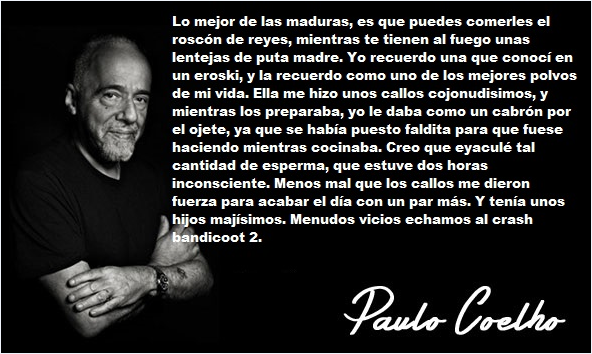 Lo mejor de las maduras, es que puedes comerles el
roscón de reyes, mientras te tienen al fuego unas
lentejas de puta madre. Yo recuerdo una que conocí en
un eroski, y la recuerdo como uno de los mejores polvos
de mi vida. Ella me hizo unos callos cojonudisimos, y
mientras los preparaba, yo le daba como un cabrón por
el ojete, ya que se había puesto faldita para que fuese
haciendo mientras cocinaba. Creo que eyaculé tal
cantidad de esperma, que estuve dos horas
inconsciente. Menos mal que los callos me dieron
fuerza para acabar el día con un par más. Y tenía unos
hijos majísimos. Menudos vicios echamos al crash
bandicoot 2.
Paulo Coelho